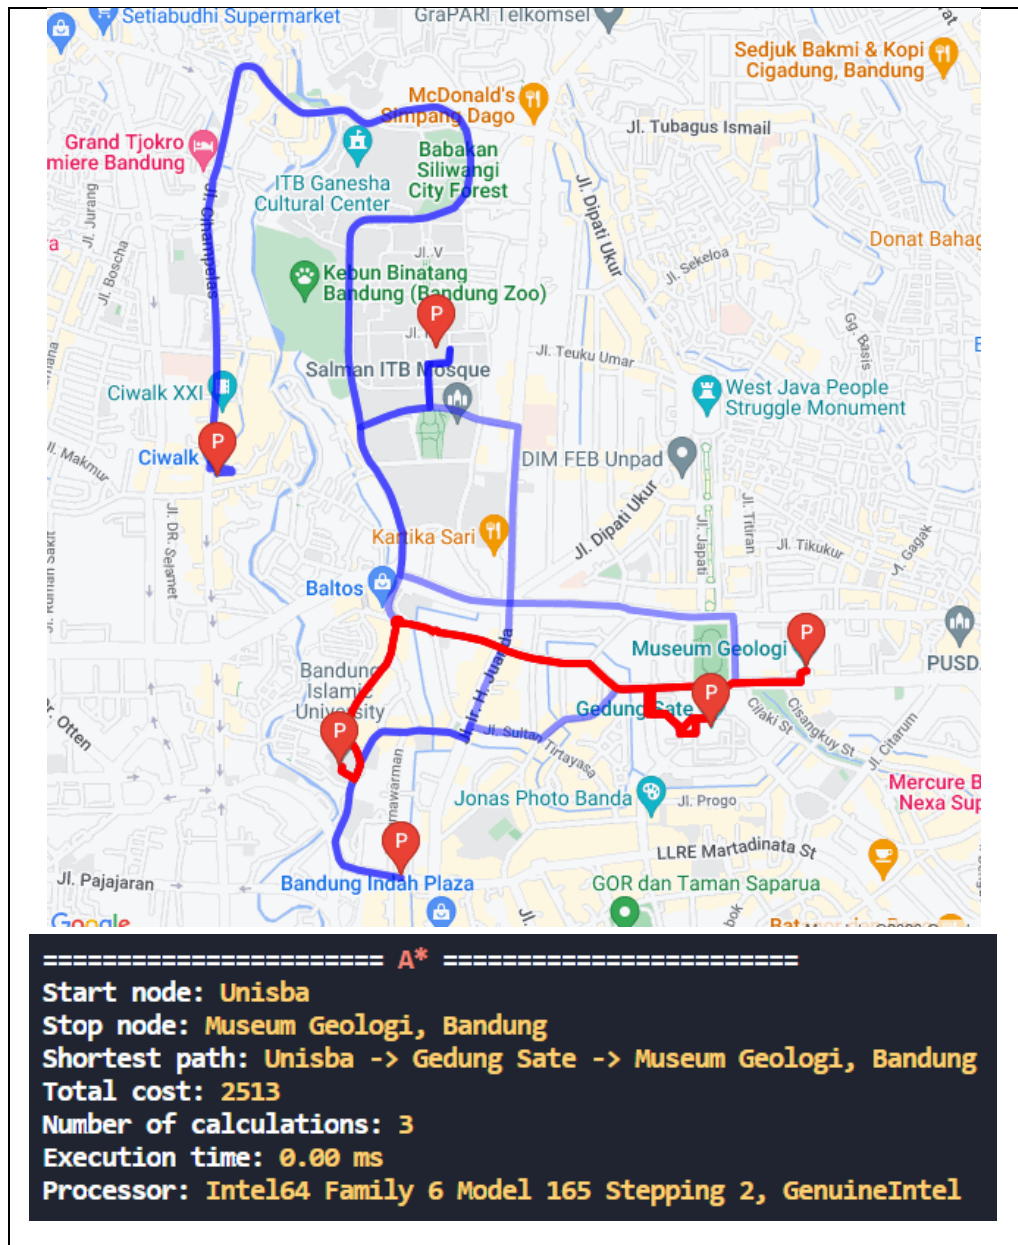 Setiabudhi Supermarket
GraPARI Telkomsel
Sedjuk Bakmi & Kopi
Cigadung, Bandung
McDonald's
Simpang Dago
Jl. Tubagus Ismail
Grand Tjokro
miere Bandung
Babakan
Siliwangi
City Forest
ITB Ganesha
Cultural Center
Jl. Jurang
Jl. Cihampelas
Jl. Dipati Ukur
Jl. Boscha
Jl. V
Donat Bahag
Jl. Sekeloa
Kebun Binatang
Bandung (Bandung Zoo)
P
Gg. Basis
Jl. Teuku Umar
Salman ITB Mosque
Ciwalk XXI
West Java People
Struggle Monument
P
Ciwalk
Jl. Makmur
DIM FEB Unpad
Jl. DR. Selamet
Jl. Dipati Ukur
Jl. Japati
Jl. Titiran
Kartika Sari
Jl. Tikukur
M. Gagak
Baltos
Museum Geologi
P
PUSD
Jl. Ir. H. Juanda
Bandung
Islamic
University
P
Gedung Sate
Cilaki St
Cisangkuy St
Jl. Citarum
Otten
P
Jl. Sultan Tirtayasa
Mercure B
Nexa Sup
Jonas Photo Banda
Jl. Progo
P
LLRE Martadinata St
Jl. Pajajaran
Bandung Indah Plaza
GOR dan Taman Saparua
Google
======================= A* ========================
Start node: Unisba
Stop node: Museum Geologi, Bandung
Shortest path: Unisba -> Gedung Sate -> Museum Geologi, Bandung
Total cost: 2513
Number of calculations: 3
Execution time: 0.00 ms
Processor: Intel64 Family 6 Model 165 Stepping 2, GenuineIntel